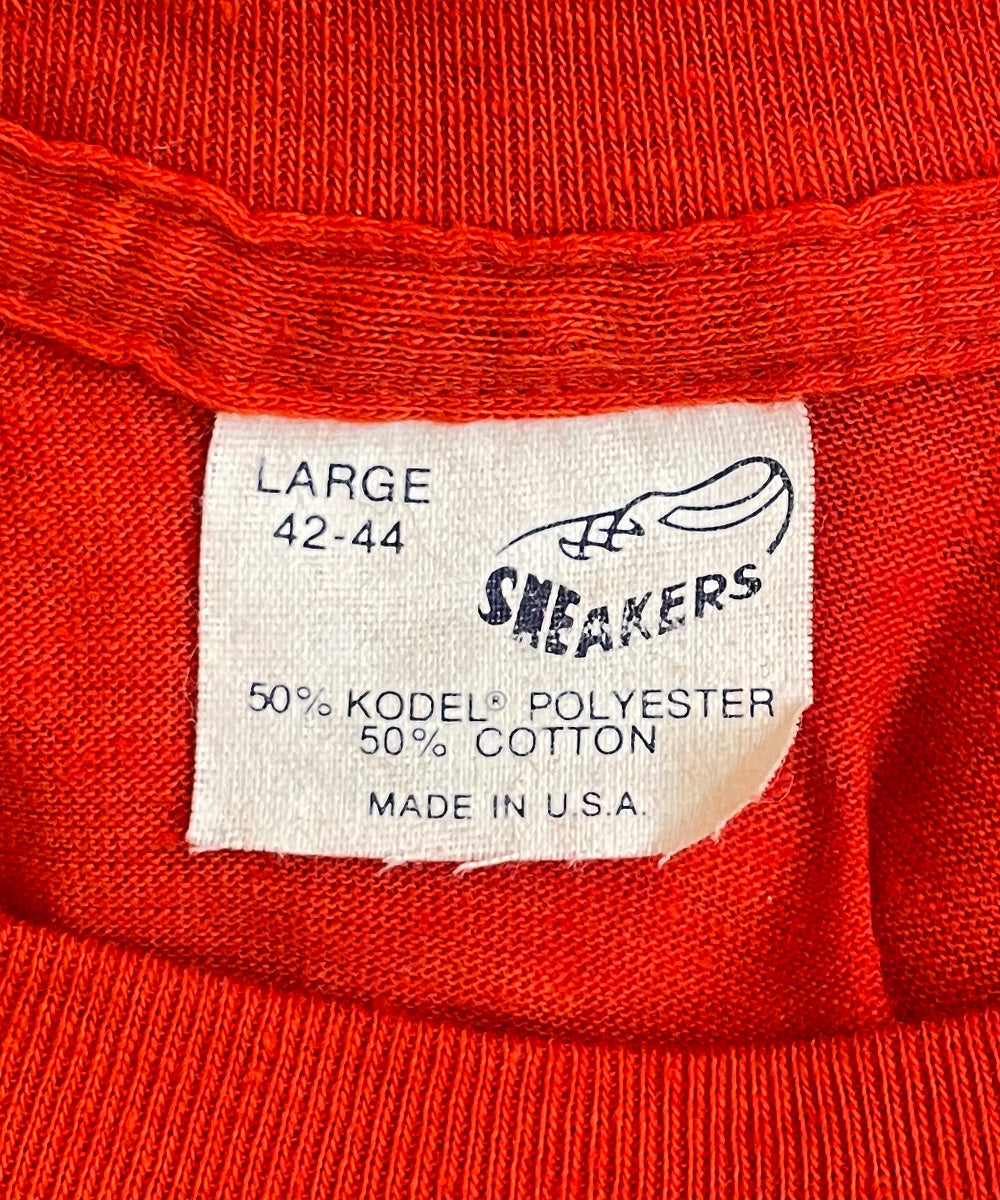 LARGE
42-44
SNEAKERS
50% KODEL® POLYESTER
50% COTTON
MADE IN U.S.A.